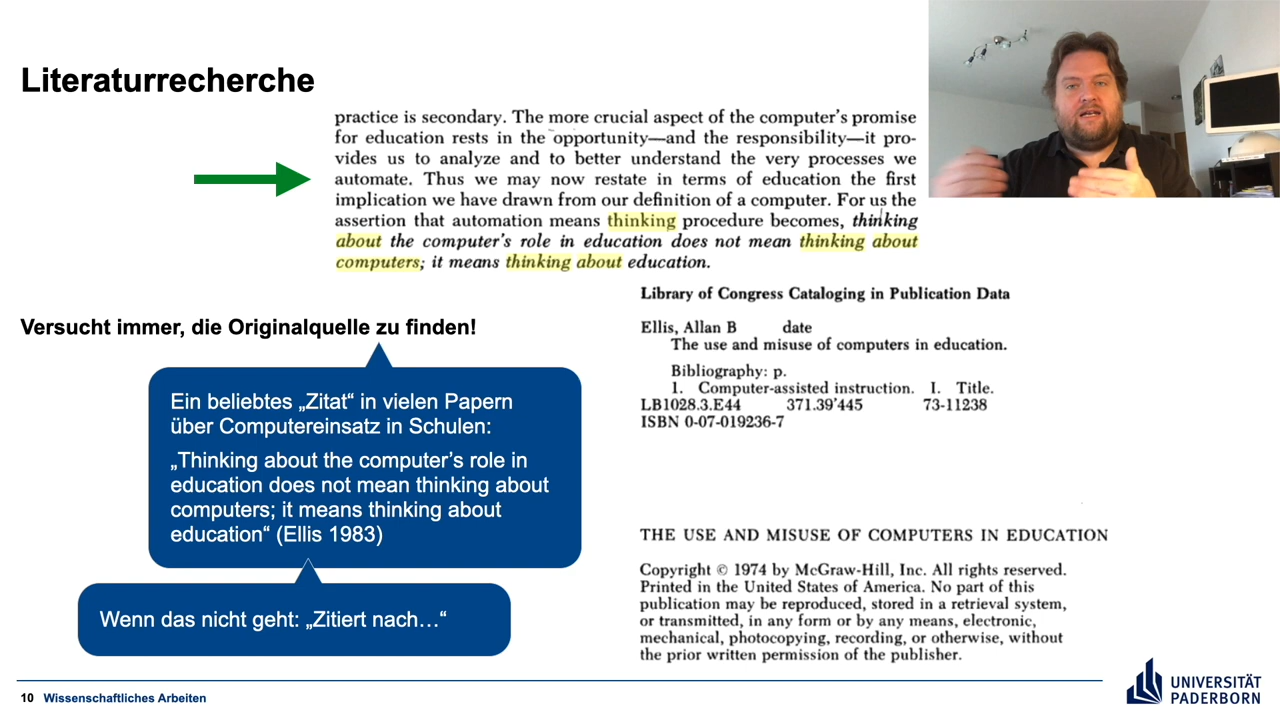 Literaturrecherche
practice is secondary. The more crucial aspect of the computer's promise
for education rests in the opportunity—and the responsibility—it pro-
vides us to analyze and to better understand the very processes we
automate. Thus we may now restate in terms of education the first
implication we have drawn from our definition of a computer. For us the
assertion that automation means thinking procedure becomes, thinking
about the computer's role in education does not mean thinking about
computers; it means thinking about education.
Library of Congress Cataloging in Publication Data
Ellis, Allan B date
The use and misuse of computers in education.
Bibliography: p.
1. Computer-assisted instruction. I. Title.
LB1028.3.E44 371.39'445 73-11238
ISBN 0-07-019236-7
Versucht immer, die Originalquelle zu finden!
Ein beliebtes „Zitat“ in vielen Papern
über Computereinsatz in Schulen:
„Thinking about the computer's role in
education does not mean thinking about
computers; it means thinking about
education“ (Ellis 1983)
Wenn das nicht geht: „Zitiert nach…“
THE USE AND MISUSE OF COMPUTERS IN EDUCATION
Copyright © 1974 by McGraw-Hill, Inc. All rights reserved.
Printed in the United States of America. No part of this
publication may be reproduced, stored in a retrieval system,
or transmitted, in any form or by any means, electronic,
mechanical, photocopying, recording, or otherwise, without
the prior written permission of the publisher.
10 Wissenschaftliches Arbeiten
UNIVERSITÄT
PADERBORN